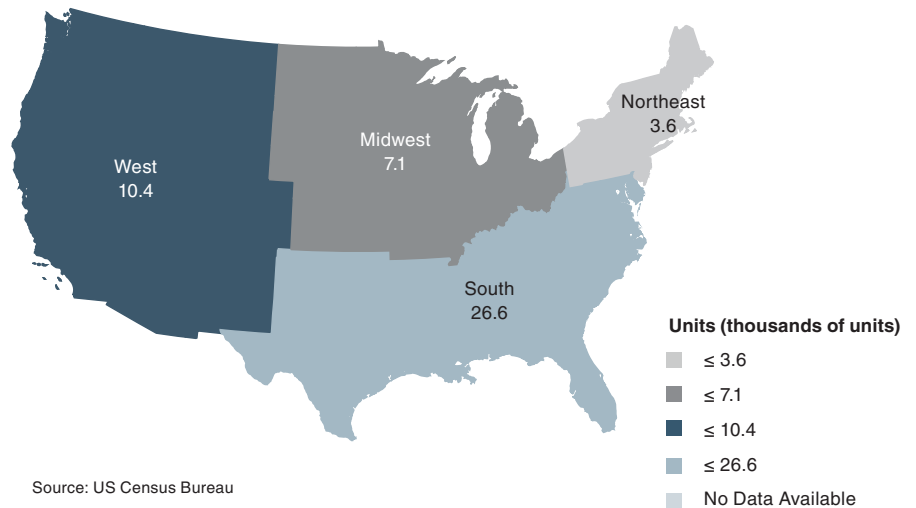 Northeast
3.6
Midwest
7.1
West
10.4
South
26.6
Units (thousands of units)
≤ 3.6
≤ 7.1
≤ 10.4
≤ 26.6
No Data Available
Source: US Census Bureau